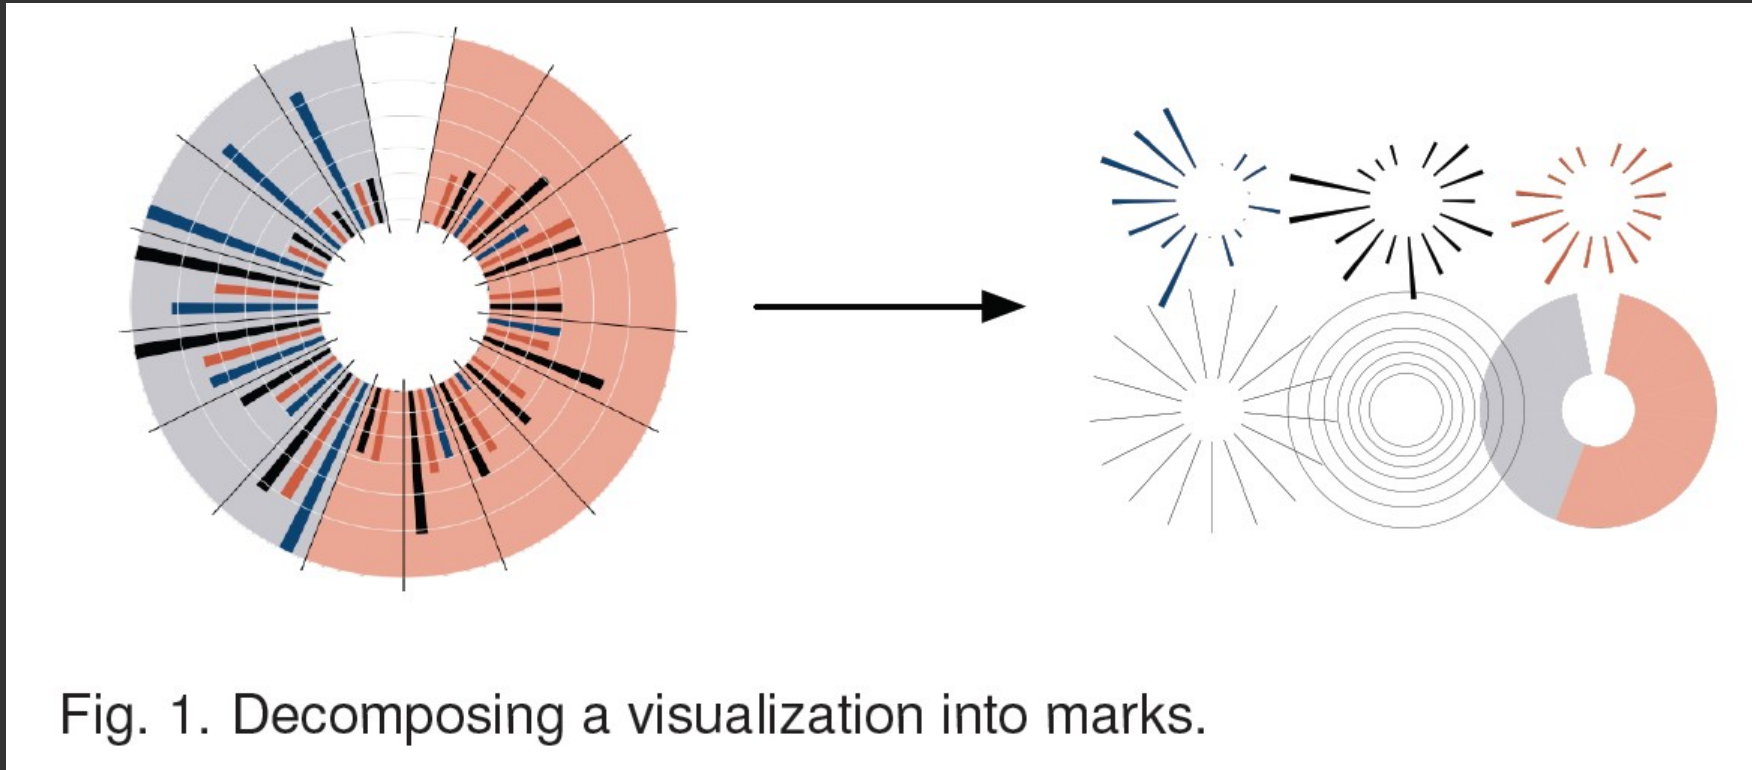 Fig. 1. Decomposing a visualization into marks.